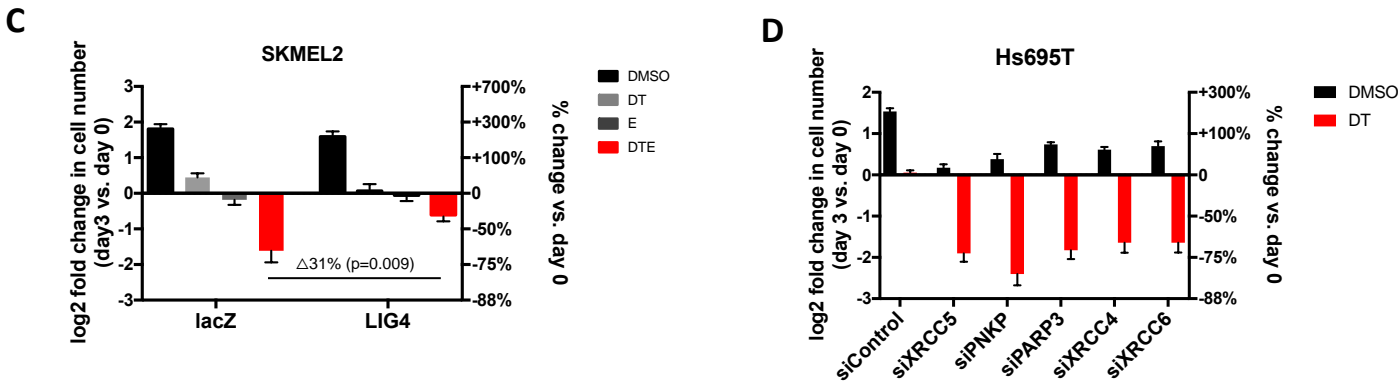 C
SKMEL2
log2 fold change in cell number
(day3 vs. day 0)
3
2
1
0
-1
-2
-3
+700%
+300%
+100%
0
-50%
-75%
-88%
% change vs. day 0
△31% (p=0.009)
lacZ
LIG4
DMSO
DT
E
DTE
D
Hs695T
log2 fold change in cell number
(day 3 vs. day 0)
2
1
0
-1
-2
-3
+300%
+100%
0
-50%
-75%
-88%
% change vs. day 0
siControl
siXRCC5
siPNKP
siPARP3
siXRCC4
siXRCC6
DMSO
DT